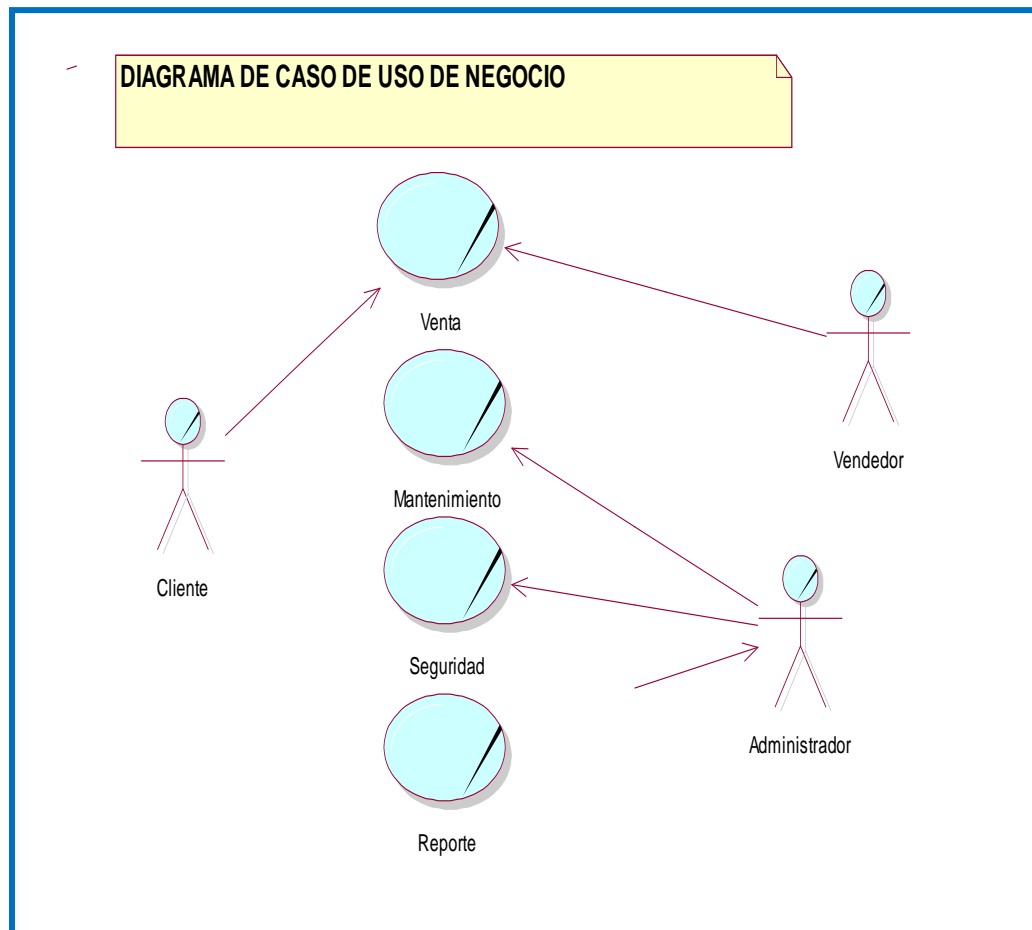 DIAGRAMA DE CASO DE USO DE NEGOCIO
Venta
Vendedor
Mantenimiento
Cliente
Seguridad
Administrador
Reporte